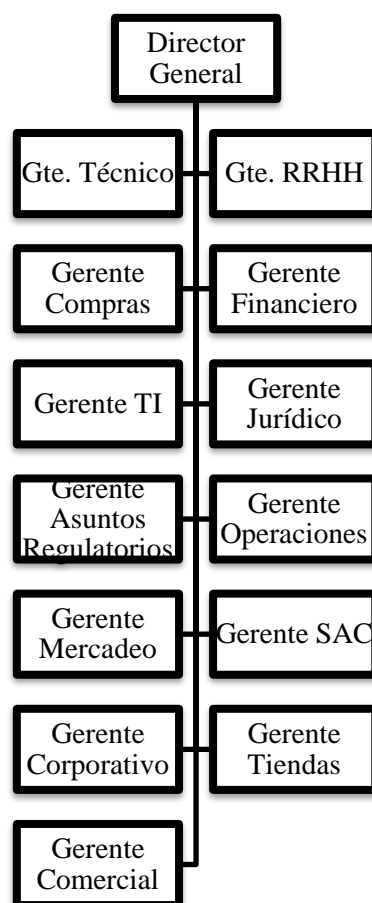 Director
General
Gte. Técnico
Gte. RRHH
Gerente
Compras
Gerente
Financiero
Gerente TI
Gerente
Jurídico
Gerente
Asuntos
Regulatorios
Gerente
Operaciones
Gerente
Mercadeo
Gerente SAC
Gerente
Corporativo
Gerente
Tiendas
Gerente
Comercial